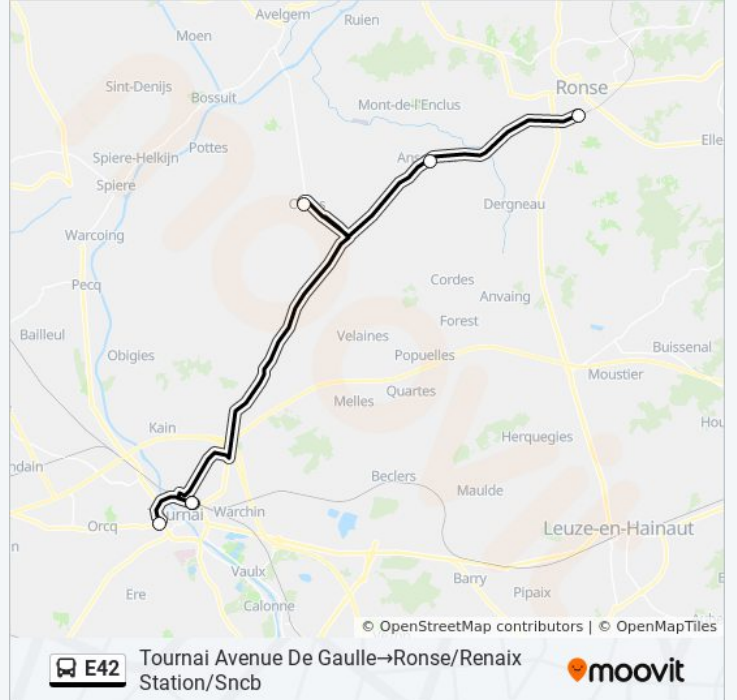 Avelgem
Ruien
Moen
Sint-Denijs
Bossuit
Ronse
Mont-de-l'Enclus
Elle
Pottes
Spiere-Helkijn
Spiere
Ans
Dergneau
Warcoing
Cordes
Pecq
Anvaing
Forest
Bailleul
Velaines
Obigies
Popuelles
Buissenal
Moustier
Quartes
Melles
Hou
Kain
Herquegies
ndain
Beclers
Maulde
urnai
Warchin
Orcq
Leuze-en-Hainaut
n
Vaulx
Barry
Ere
Pipaix
Calonne
© OpenStreetMap contributors | © OpenMapTiles
E42
Tournai Avenue De Gaulle→Ronse/Renaix
Station/Sncb
moovit